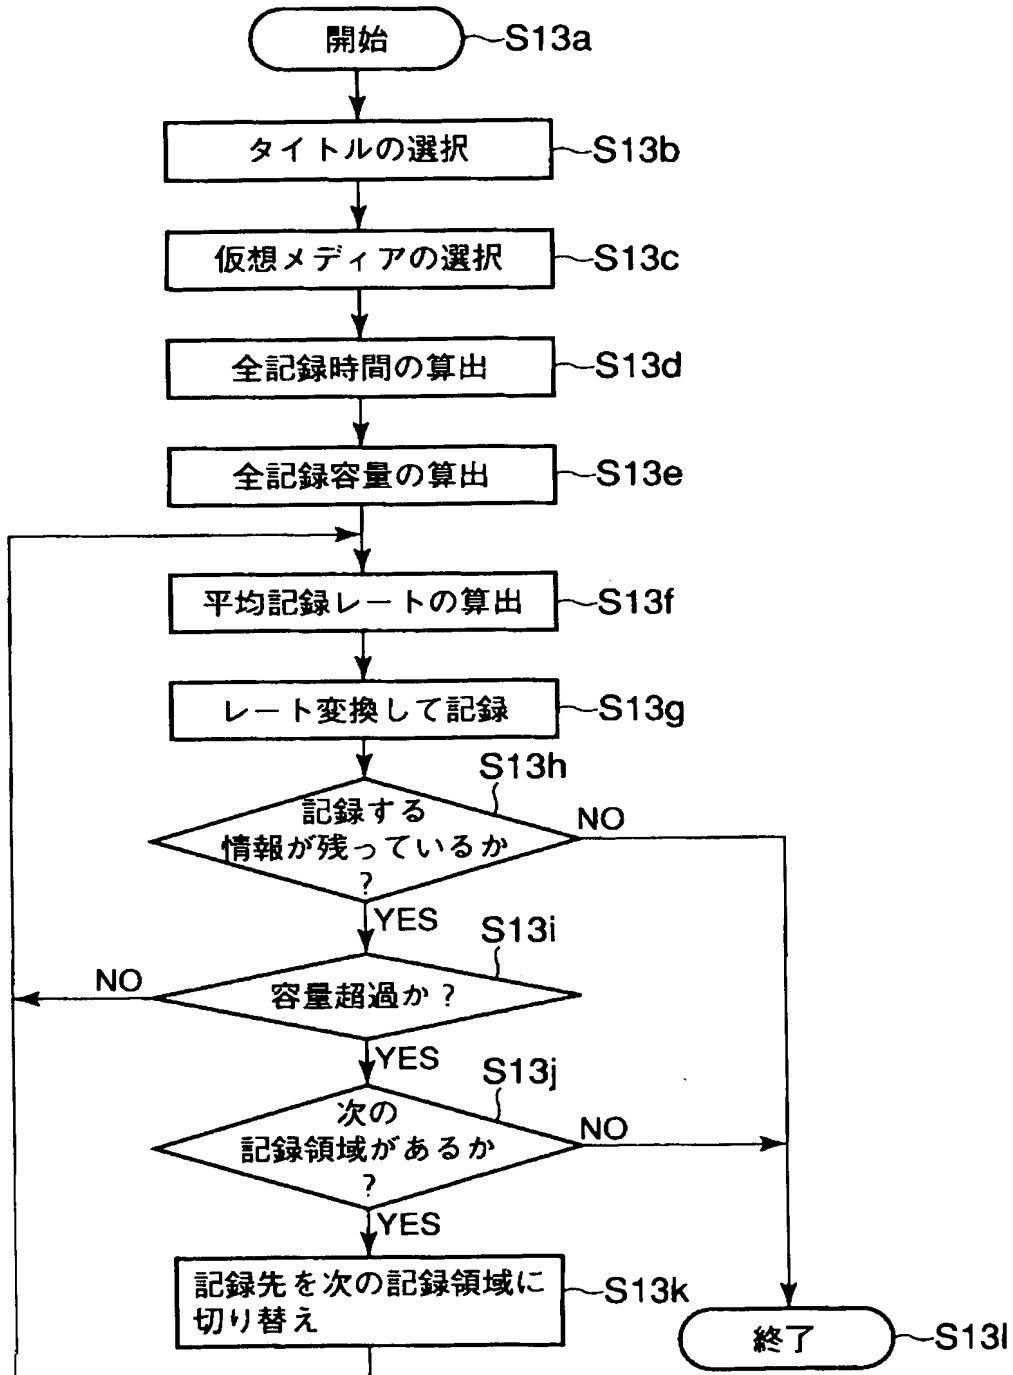 開始
S13a
タイトルの選択
S13b
仮想メディアの選択
S13c
全記録時間の算出
S13d
全記録容量の算出
S13e
平均記録レートの算出
S13f
レート変換して記録
S13g
S13h
記録する
情報が残っているか
?
NO
YES
S13i
容量超過か?
NO
YES
S13j
次の
記録領域があるか
?
NO
YES
記録先を次の記録領域に
切り替え
S13k
終了
S13l